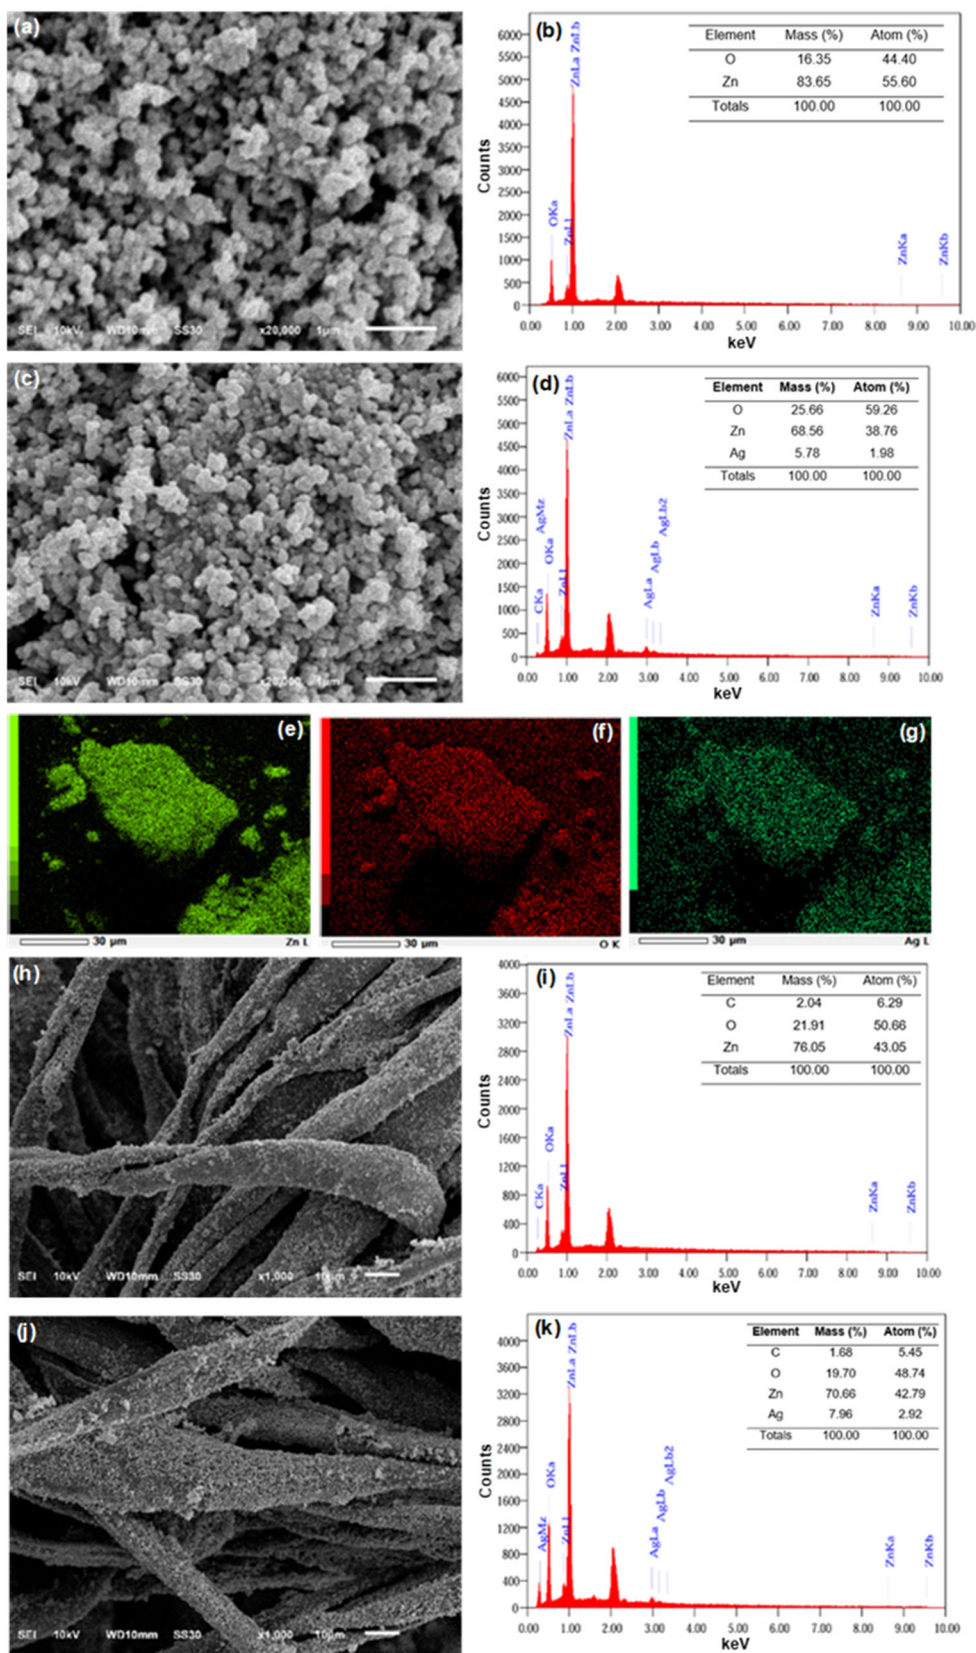 (a)
SEI 10kV WD10mm SS30 x20,000 1µm
(b)
Element Mass (%) Atom (%)
O 16.35 44.40
Zn 83.65 55.60
Totals 100.00 100.00
Counts
6000
5500
5000
4500
4000
3500
3000
2500
2000
1500
1000
500
0
OKa
ZnLl
ZnLa ZnLb
ZnKa
ZnKb
0.00 1.00 2.00 3.00 4.00 5.00 6.00 7.00 8.00 9.00 10.00
keV
(c)
SEI 10kV WD10mm SS30 x20,000 1µm
(d)
Element Mass (%) Atom (%)
O 25.66 59.26
Zn 68.56 38.76
Ag 5.78 1.98
Totals 100.00 100.00
Counts
6000
5500
5000
4500
4000
3500
3000
2500
2000
1500
1000
500
0
CKa
AgMz
OKa
ZnLl
ZnLa ZnLb
AgLa
AgLb
AgLb2
ZnKa
ZnKb
0.00 1.00 2.00 3.00 4.00 5.00 6.00 7.00 8.00 9.00 10.00
keV
(e)
30 µm Zn L
(f)
30 µm O K
(g)
30 µm Ag L
(h)
SEI 10kV WD10mm SS30 x1,000 10µm
(i)
Element Mass (%) Atom (%)
C 2.04 6.29
O 21.91 50.66
Zn 76.05 43.05
Totals 100.00 100.00
Counts
4000
3600
3200
2800
2400
2000
1600
1200
800
400
0
CKa
OKa
ZnLl
ZnLa ZnLb
ZnKa
ZnKb
0.00 1.00 2.00 3.00 4.00 5.00 6.00 7.00 8.00 9.00 10.00
keV
(j)
SEI 10kV WD10mm SS30 x1,000 10µm
(k)
Element Mass (%) Atom (%)
C 1.68 5.45
O 19.70 48.74
Zn 70.66 42.79
Ag 7.96 2.92
Totals 100.00 100.00
Counts
4000
3600
3200
2800
2400
2000
1600
1200
800
400
0
AgMz
OKa
ZnLl
ZnLa ZnLb
AgLa
AgLb
AgLb2
ZnKa
ZnKb
0.00 1.00 2.00 3.00 4.00 5.00 6.00 7.00 8.00 9.00 10.00
keV